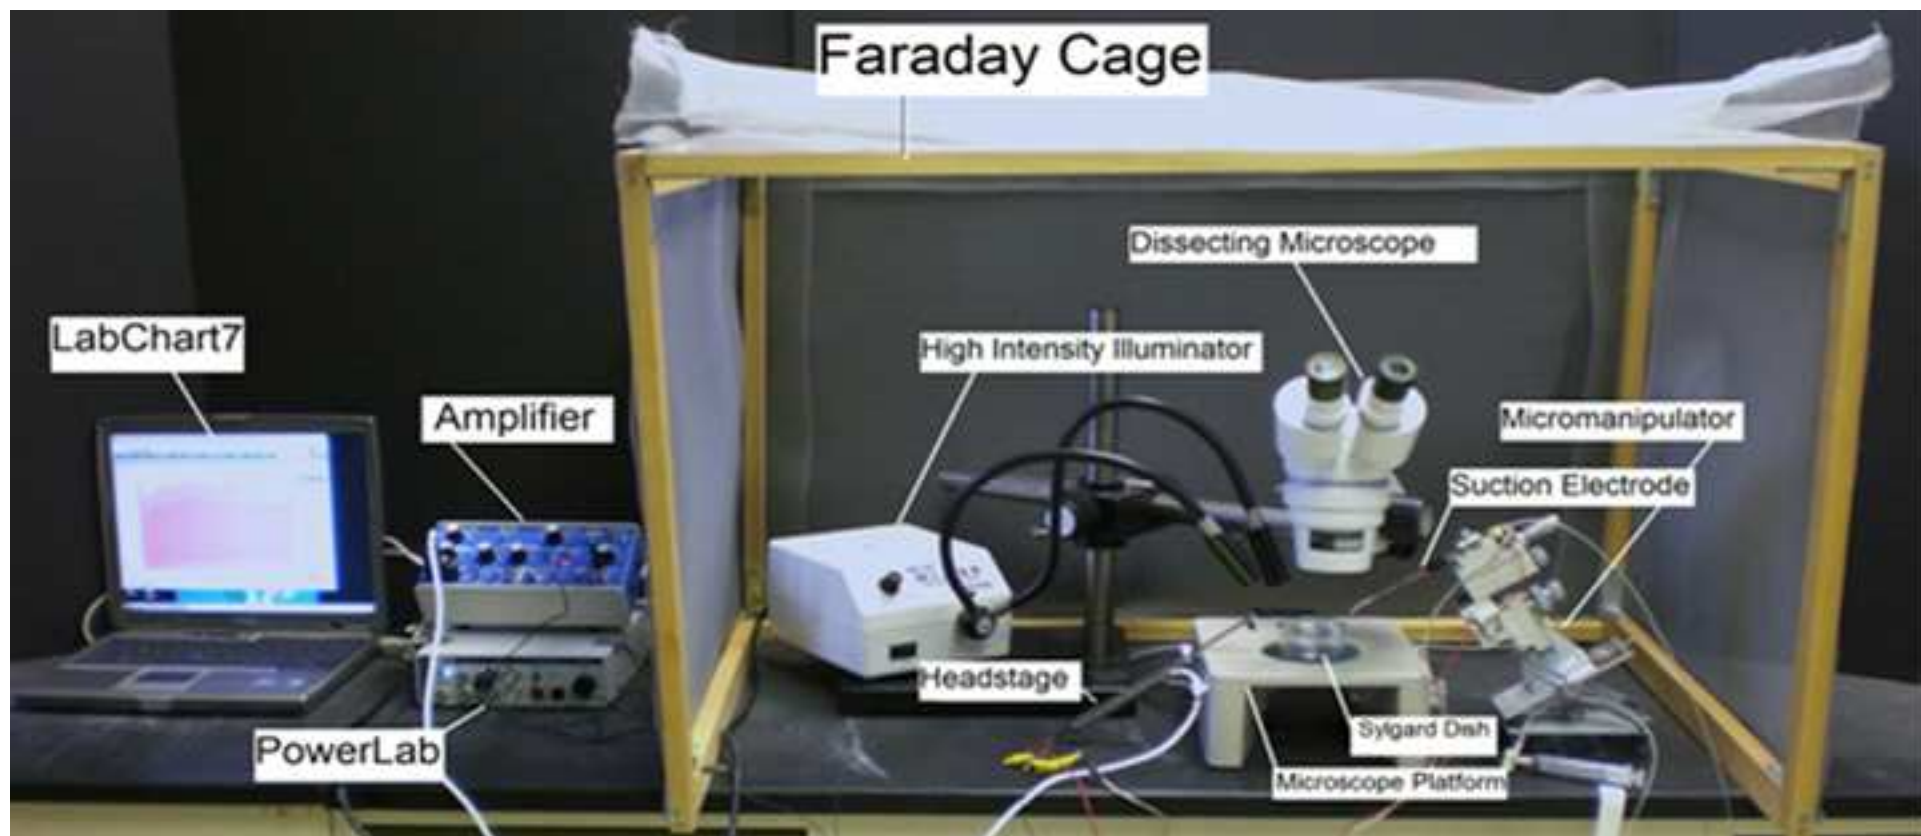 Faraday Cage
Dissecting Microscope
LabChart7
High Intensity Illuminator
Amplifier
Micromanipulator
Suction Electrode
Headstage
Sylgard Dish
PowerLab
Microscope Platform